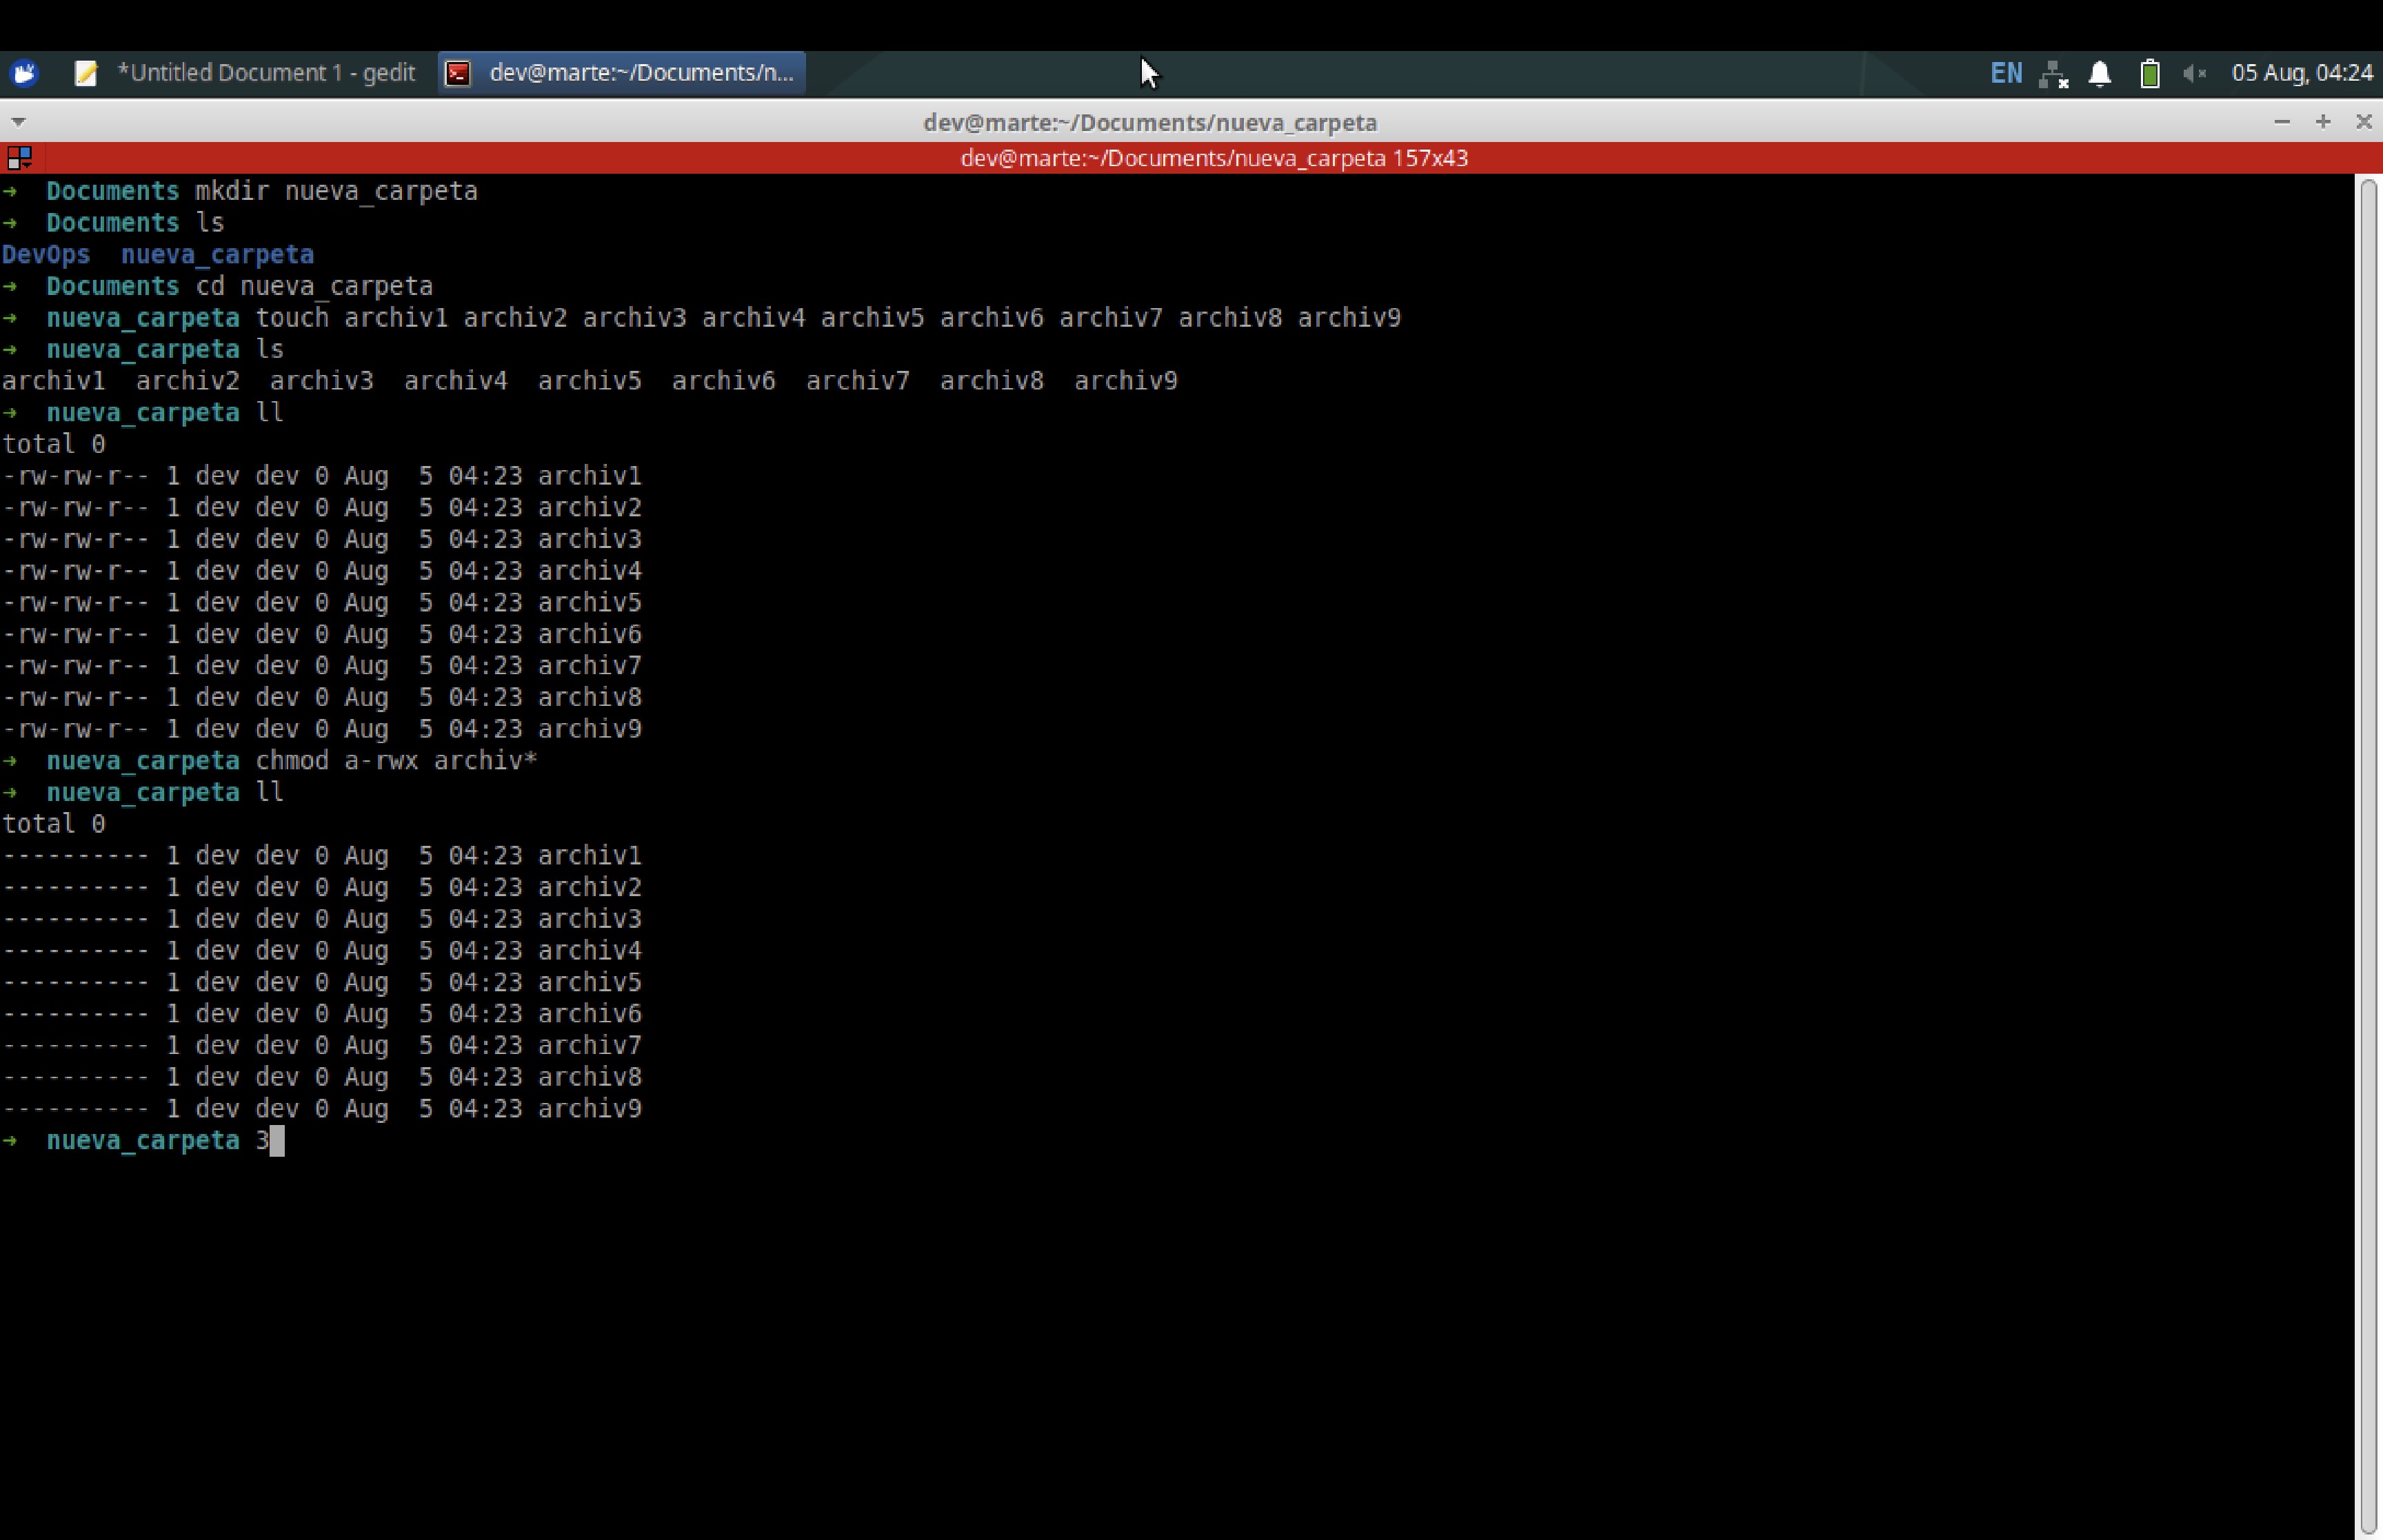 *Untitled Document 1 - gedit dev@marte:~/Documents/n... EN 05 Aug, 04:24
dev@marte:~/Documents/nueva_carpeta
dev@marte:~/Documents/nueva_carpeta 157x43
→ Documents mkdir nueva_carpeta
→ Documents ls
DevOps nueva_carpeta
→ Documents cd nueva_carpeta
→ nueva_carpeta touch archiv1 archiv2 archiv3 archiv4 archiv5 archiv6 archiv7 archiv8 archiv9
→ nueva_carpeta ls
archiv1 archiv2 archiv3 archiv4 archiv5 archiv6 archiv7 archiv8 archiv9
→ nueva_carpeta ll
total 0
-rw-rw-r-- 1 dev dev 0 Aug 5 04:23 archiv1
-rw-rw-r-- 1 dev dev 0 Aug 5 04:23 archiv2
-rw-rw-r-- 1 dev dev 0 Aug 5 04:23 archiv3
-rw-rw-r-- 1 dev dev 0 Aug 5 04:23 archiv4
-rw-rw-r-- 1 dev dev 0 Aug 5 04:23 archiv5
-rw-rw-r-- 1 dev dev 0 Aug 5 04:23 archiv6
-rw-rw-r-- 1 dev dev 0 Aug 5 04:23 archiv7
-rw-rw-r-- 1 dev dev 0 Aug 5 04:23 archiv8
-rw-rw-r-- 1 dev dev 0 Aug 5 04:23 archiv9
→ nueva_carpeta chmod a-rwx archiv*
→ nueva_carpeta ll
total 0
---------- 1 dev dev 0 Aug 5 04:23 archiv1
---------- 1 dev dev 0 Aug 5 04:23 archiv2
---------- 1 dev dev 0 Aug 5 04:23 archiv3
---------- 1 dev dev 0 Aug 5 04:23 archiv4
---------- 1 dev dev 0 Aug 5 04:23 archiv5
---------- 1 dev dev 0 Aug 5 04:23 archiv6
---------- 1 dev dev 0 Aug 5 04:23 archiv7
---------- 1 dev dev 0 Aug 5 04:23 archiv8
---------- 1 dev dev 0 Aug 5 04:23 archiv9
→ nueva_carpeta 3